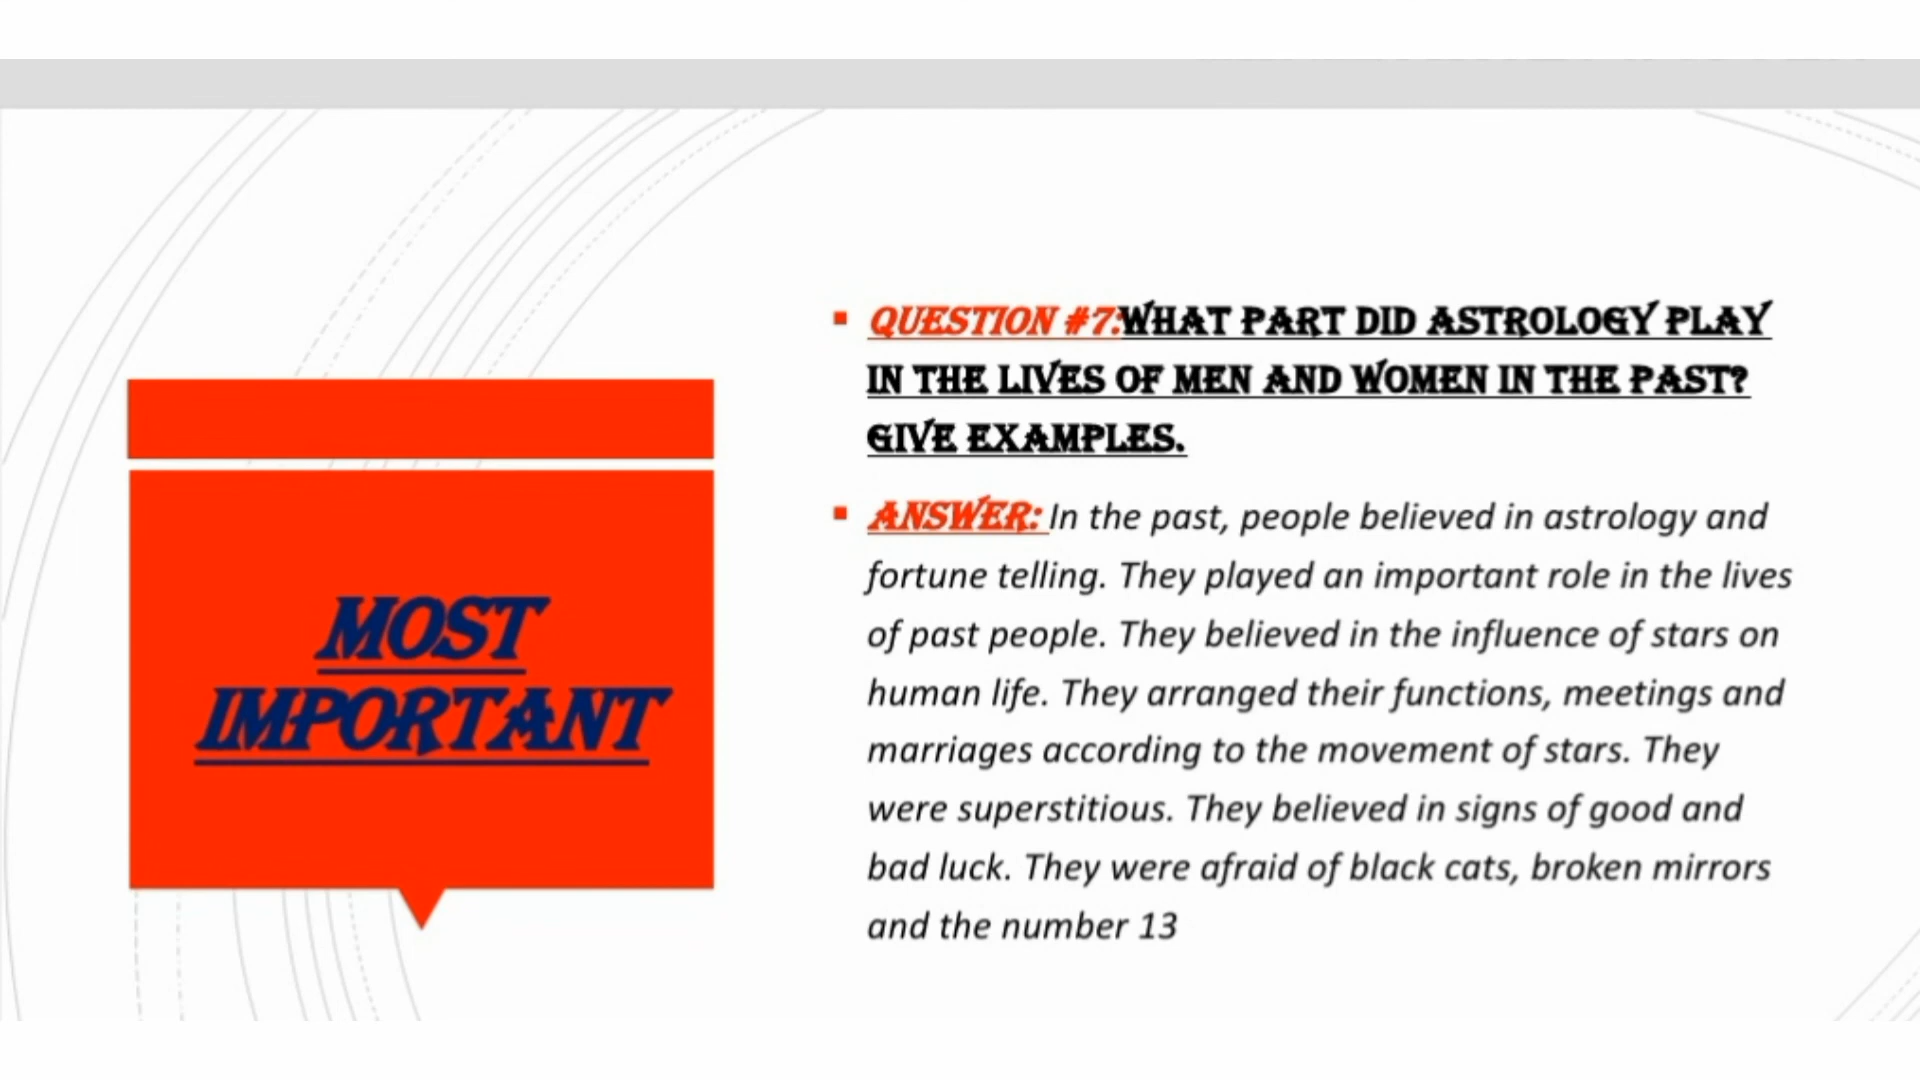 MOST
IMPORTANT
QUESTION #7:WHAT PART DID ASTROLOGY PLAY
IN THE LIVES OF MEN AND WOMEN IN THE PAST?
GIVE EXAMPLES.
ANSWER: In the past, people believed in astrology and
fortune telling. They played an important role in the lives
of past people. They believed in the influence of stars on
human life. They arranged their functions, meetings and
marriages according to the movement of stars. They
were superstitious. They believed in signs of good and
bad luck. They were afraid of black cats, broken mirrors
and the number 13